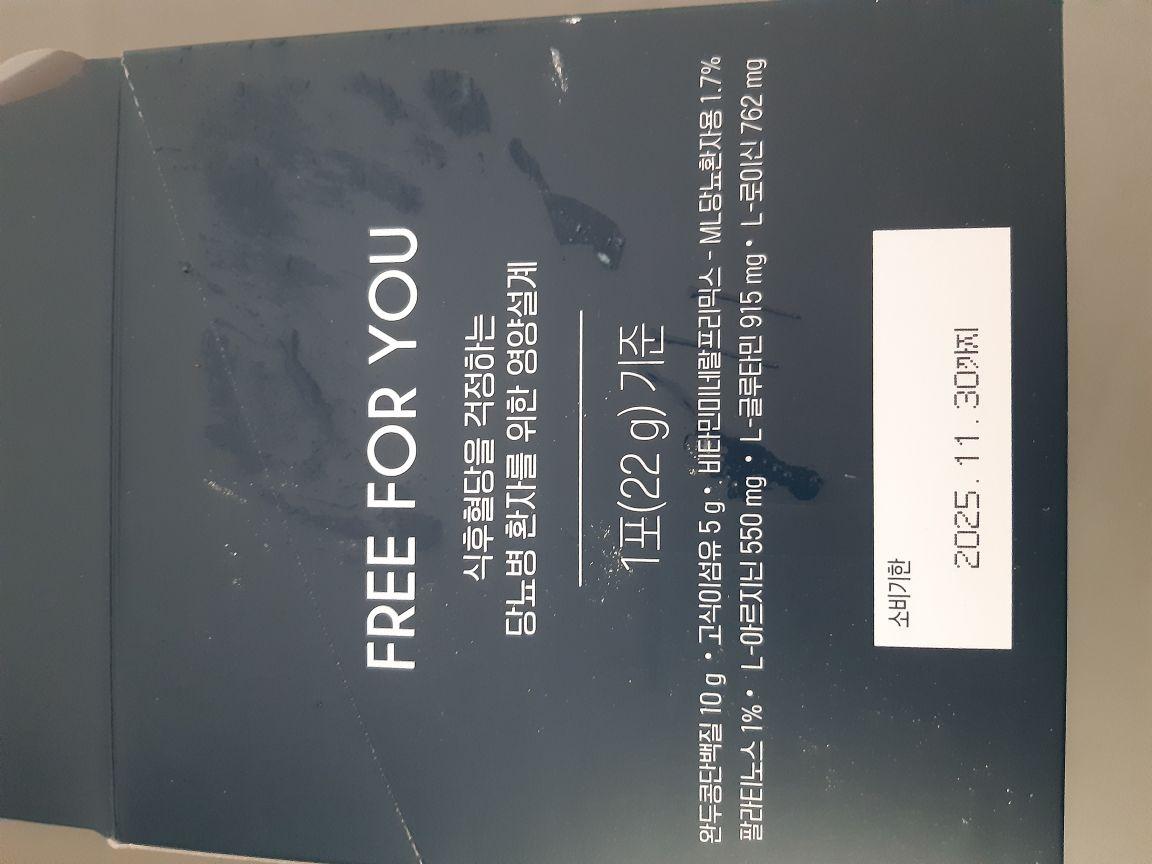 FREE FOR YOU
식후혈당을 걱정하는
당뇨병 환자를 위한 영양설계
1포(22 g) 기준
완두콩단백질 10 g • 고식이섬유 5 g • 비타민미네랄프리믹스 - ML당뇨환자용 1.7%
팔라티노스 1% • L-아르지닌 550 mg • L-글루타민 915 mg • L-로이신 762 mg
소비기한
2025. 11. 30까지